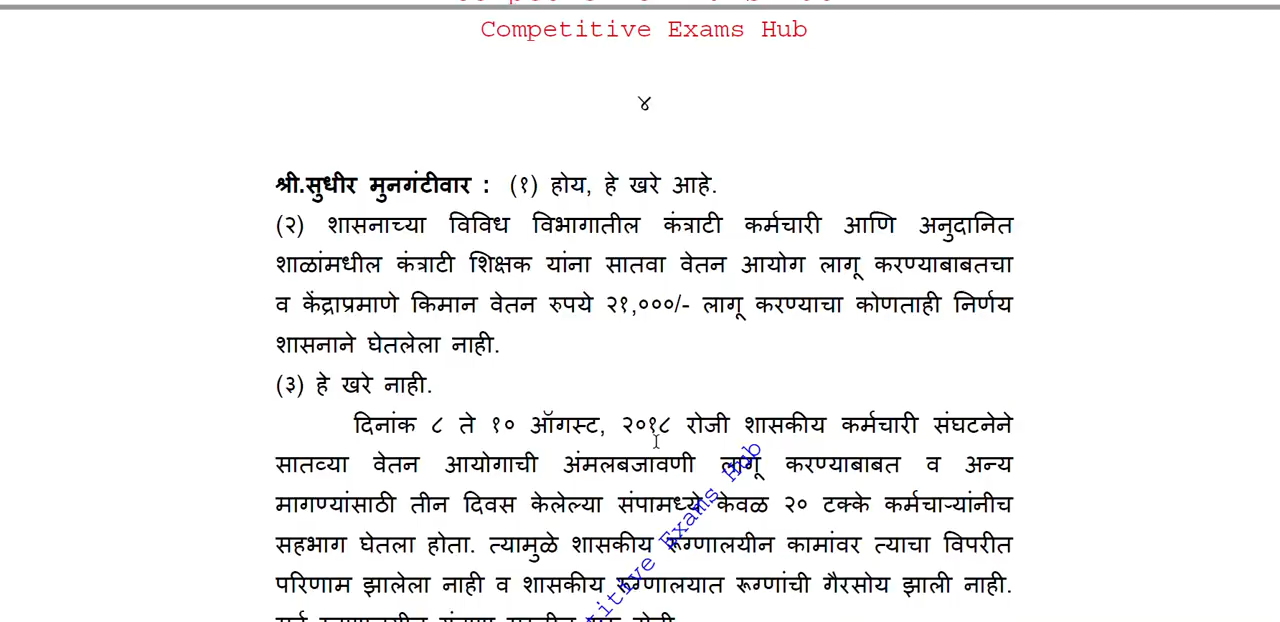 Competitive Exams Hub
४
श्री.सुधीर मुनगंटीवार : (१) होय, हे खरे आहे.
(२) शासनाच्या विविध विभागातील कंत्राटी कर्मचारी आणि अनुदानित
शाळांमधील कंत्राटी शिक्षक यांना सातवा वेतन आयोग लागू करण्याबाबतचा
व केंद्राप्रमाणे किमान वेतन रुपये २१,०००/- लागू करण्याचा कोणताही निर्णय
शासनाने घेतलेला नाही.
(३) हे खरे नाही.
दिनांक ८ ते १० ऑगस्ट, २०१८ रोजी शासकीय कर्मचारी संघटनेने
सातव्या वेतन आयोगाची अंमलबजावणी लागू करण्याबाबत व अन्य
मागण्यांसाठी तीन दिवस केलेल्या संपामध्ये केवळ २० टक्के कर्मचाऱ्यांनीच
सहभाग घेतला होता. त्यामुळे शासकीय रूग्णालयीन कामांवर त्याचा विपरीत
परिणाम झालेला नाही व शासकीय रूग्णालयात रूग्णांची गैरसोय झाली नाही.
Exams Hub